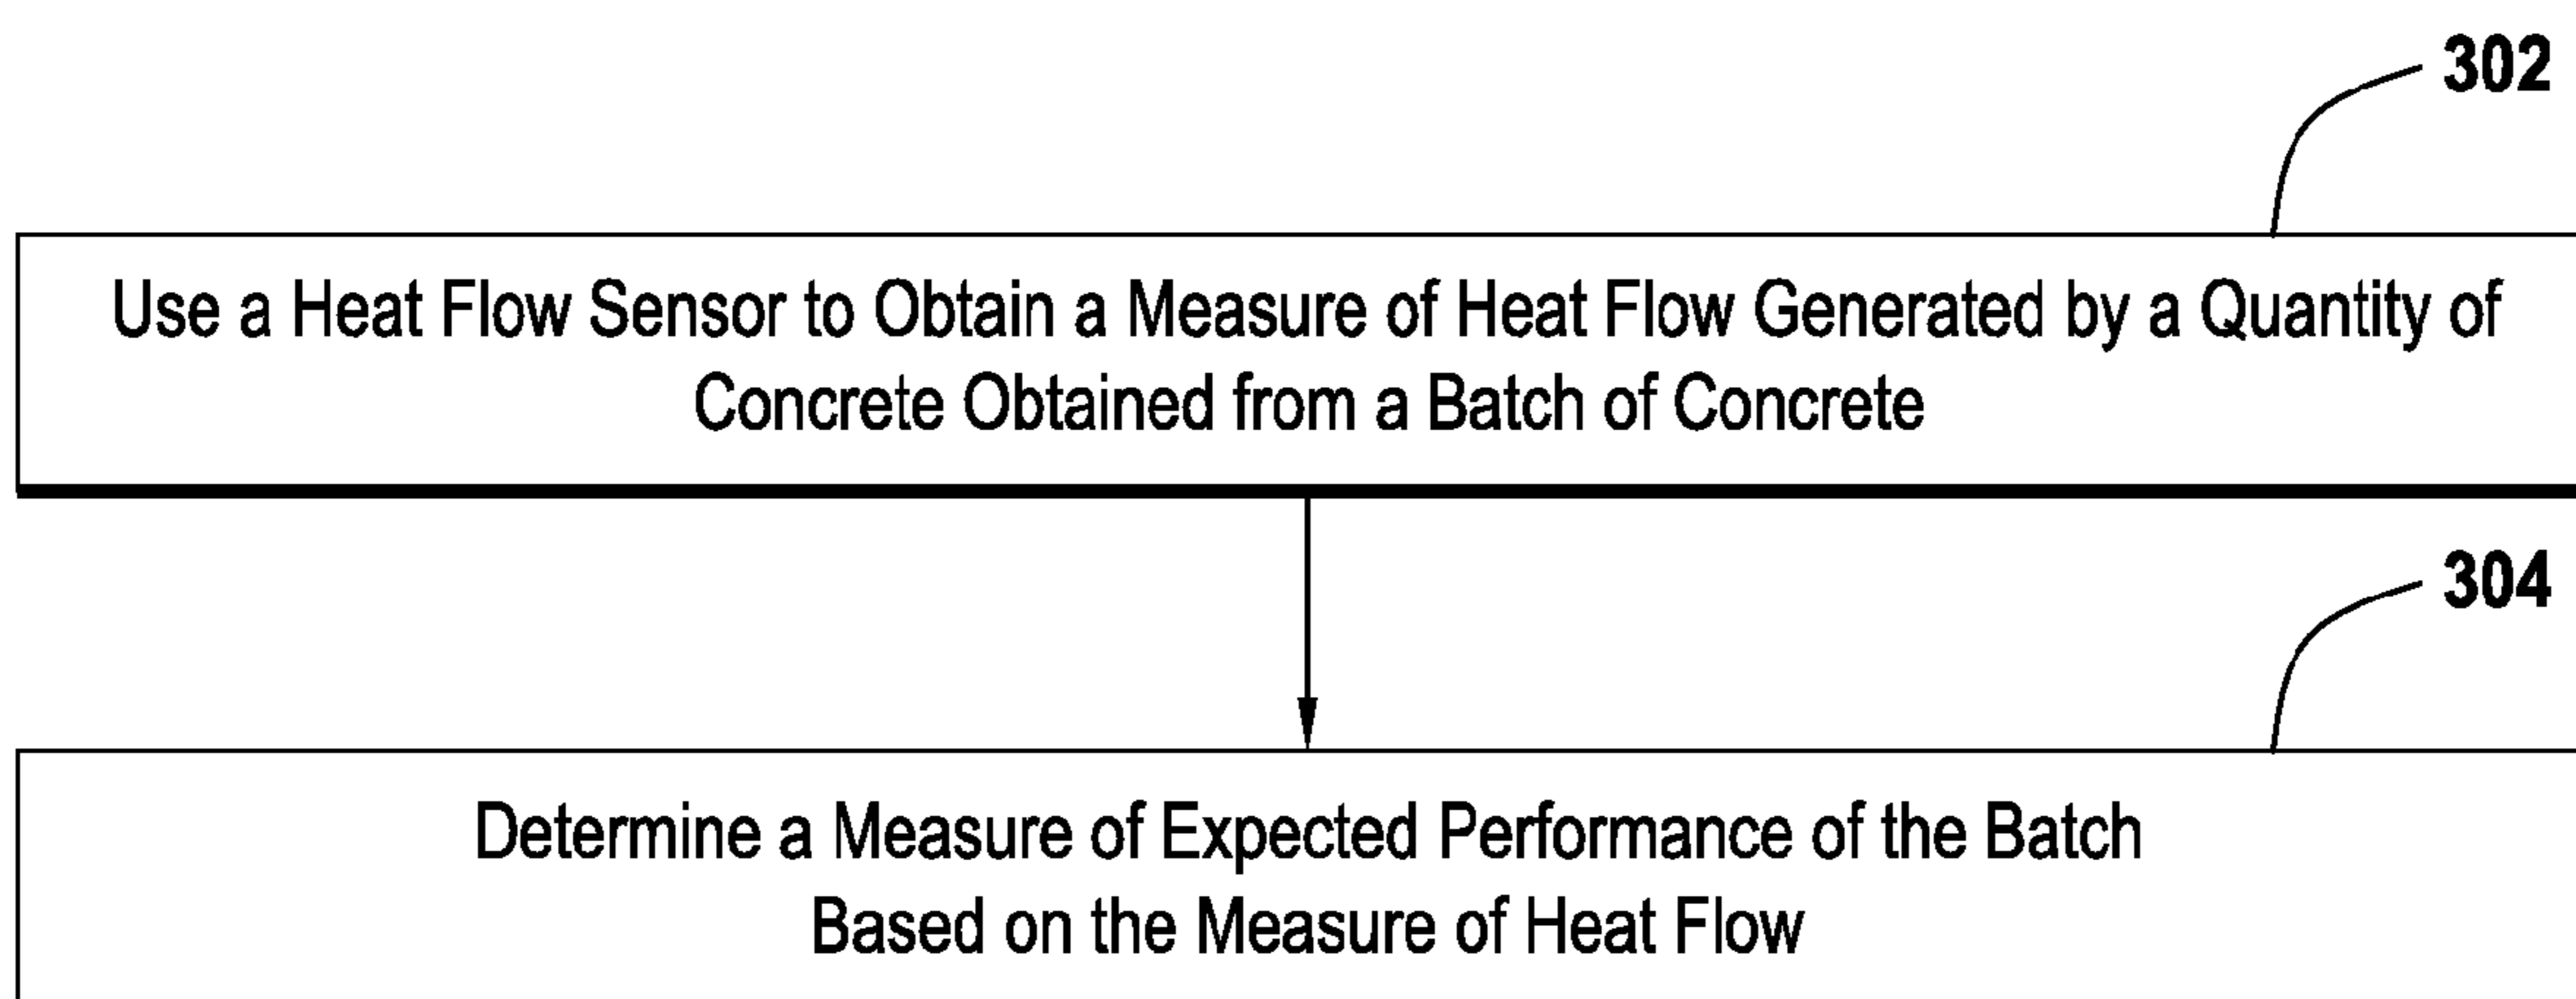 302
Use a Heat Flow Sensor to Obtain a Measure of Heat Flow Generated by a Quantity of
Concrete Obtained from a Batch of Concrete
304
Determine a Measure of Expected Performance of the Batch
Based on the Measure of Heat Flow